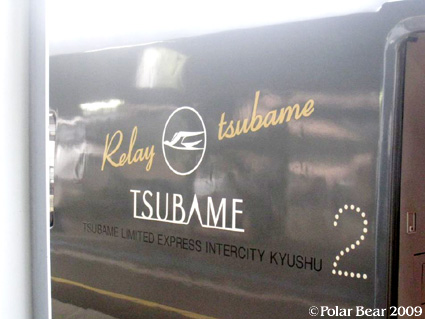 Relay tsubame
TSUBAME
TSUBAME LIMITED EXPRESS INTERCITY KYUSHU
2
©Polar Bear 2009